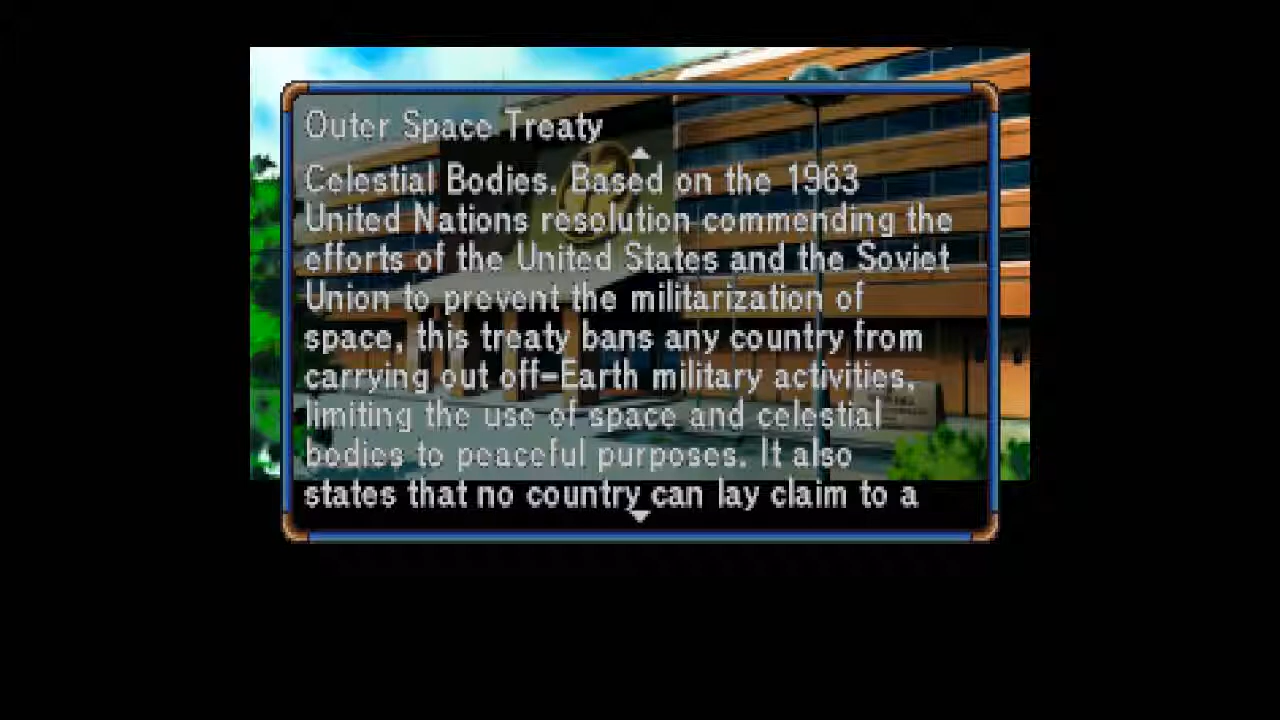 Outer Space Treaty
Celestial Bodies. Based on the 1963
United Nations resolution commending the
efforts of the United States and the Soviet
Union to prevent the militarization of
space, this treaty bans any country from
carrying out off-Earth military activities,
limiting the use of space and celestial
bodies to peaceful purposes. It also
states that no country can lay claim to a